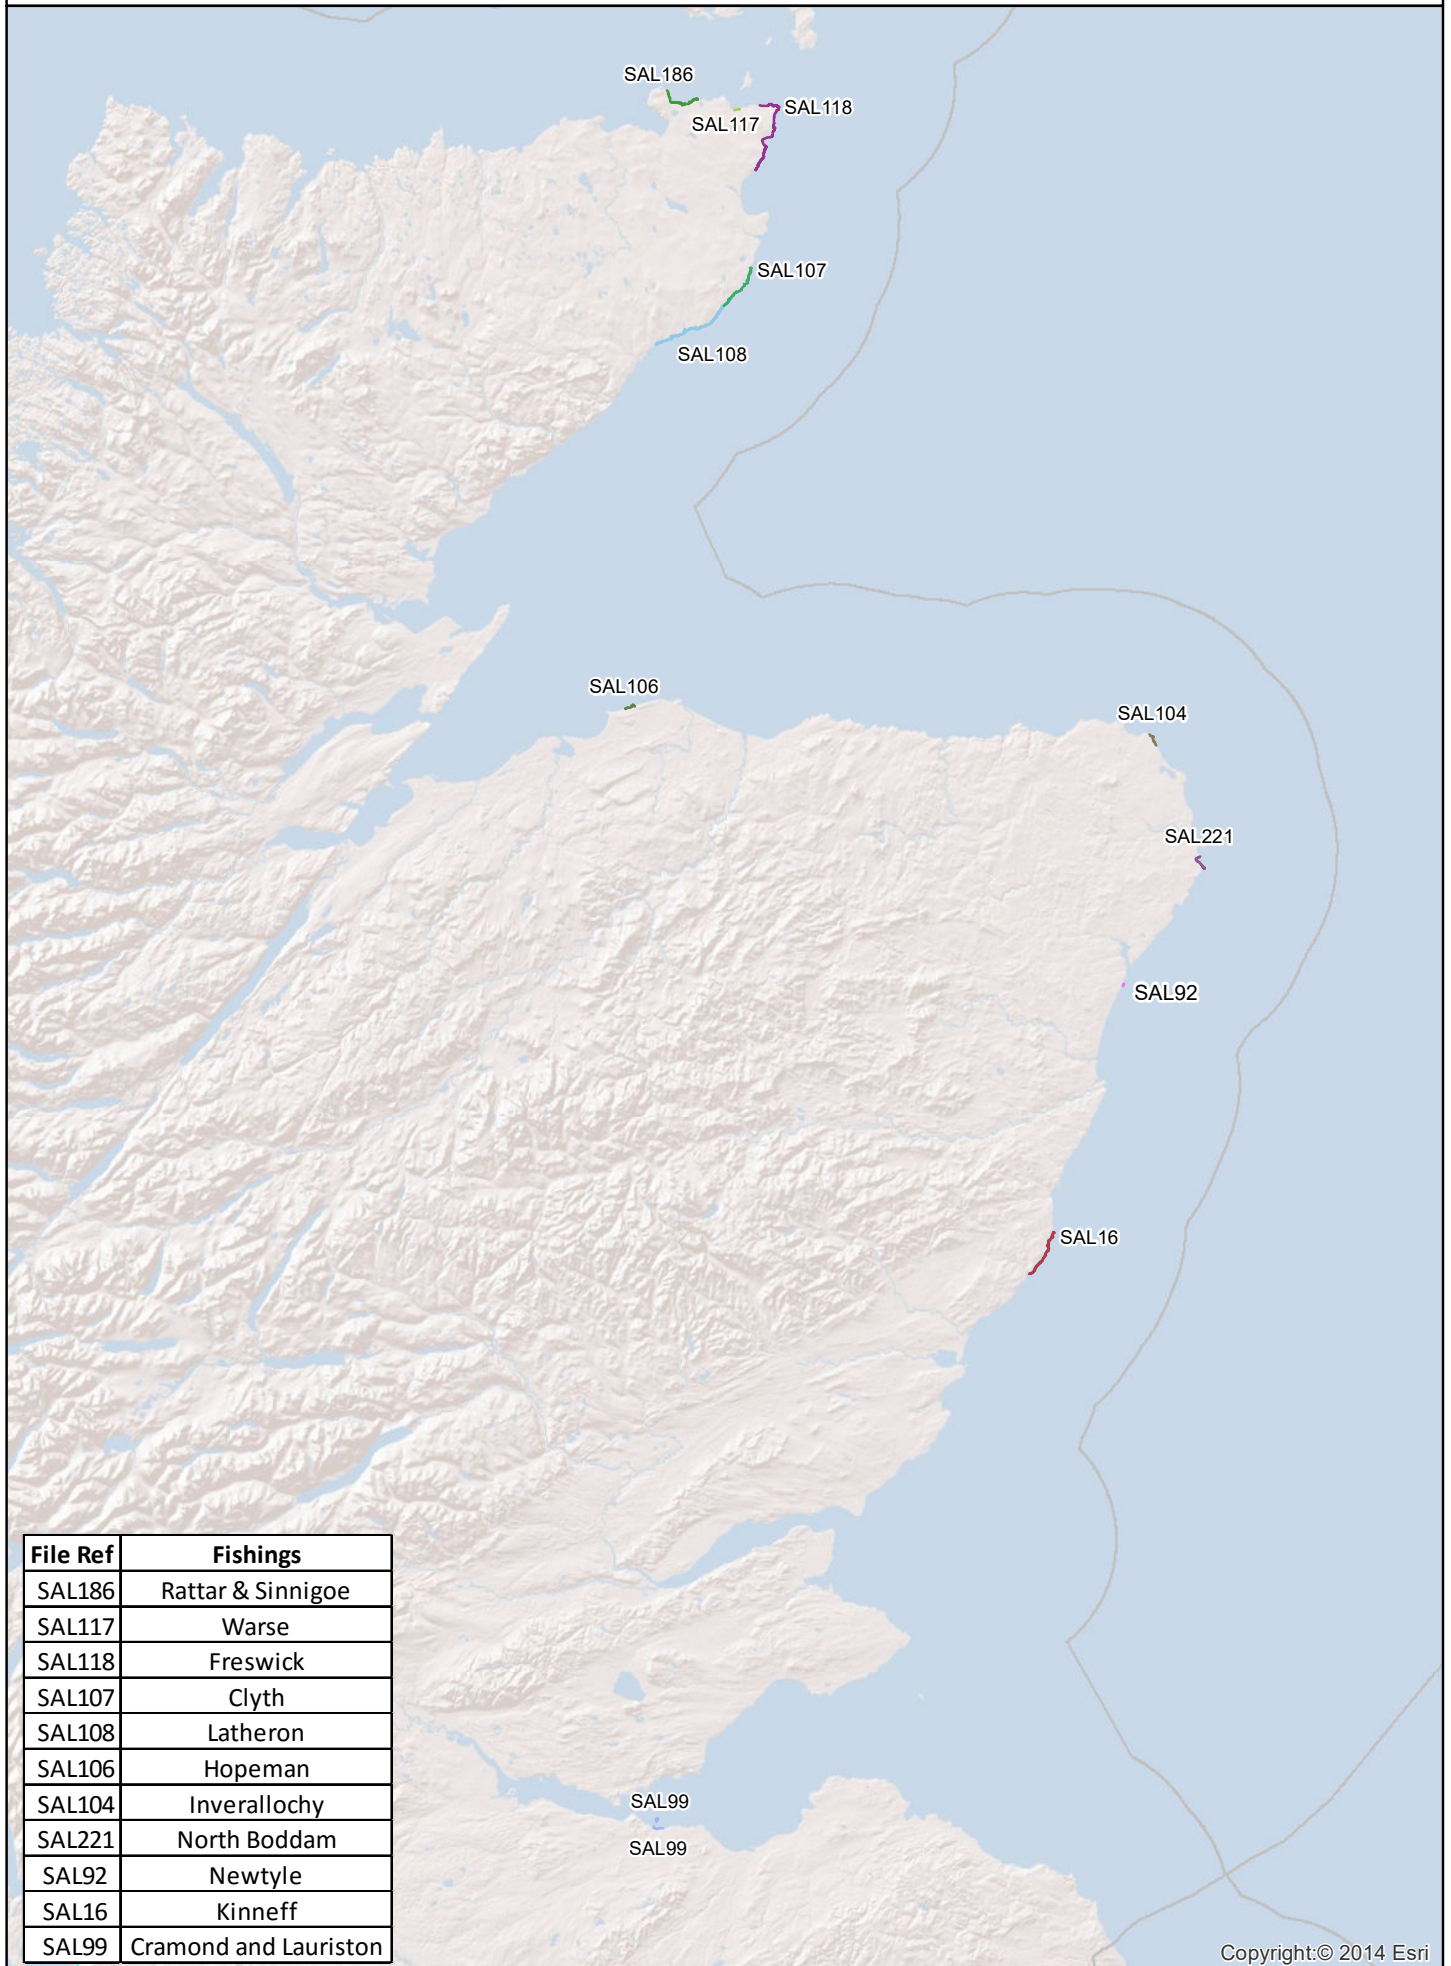 SAL186
SAL118
SAL117
SAL107
SAL108
SAL106
SAL104
SAL221
SAL92
SAL16
SAL99
SAL99
File Ref Fishings
SAL186 Rattar & Sinnigoe
SAL117 Warse
SAL118 Freswick
SAL107 Clyth
SAL108 Latheron
SAL106 Hopeman
SAL104 Inverallochy
SAL221 North Boddam
SAL92 Newtyle
SAL16 Kinneff
SAL99 Cramond and Lauriston
Copyright:© 2014 Esri